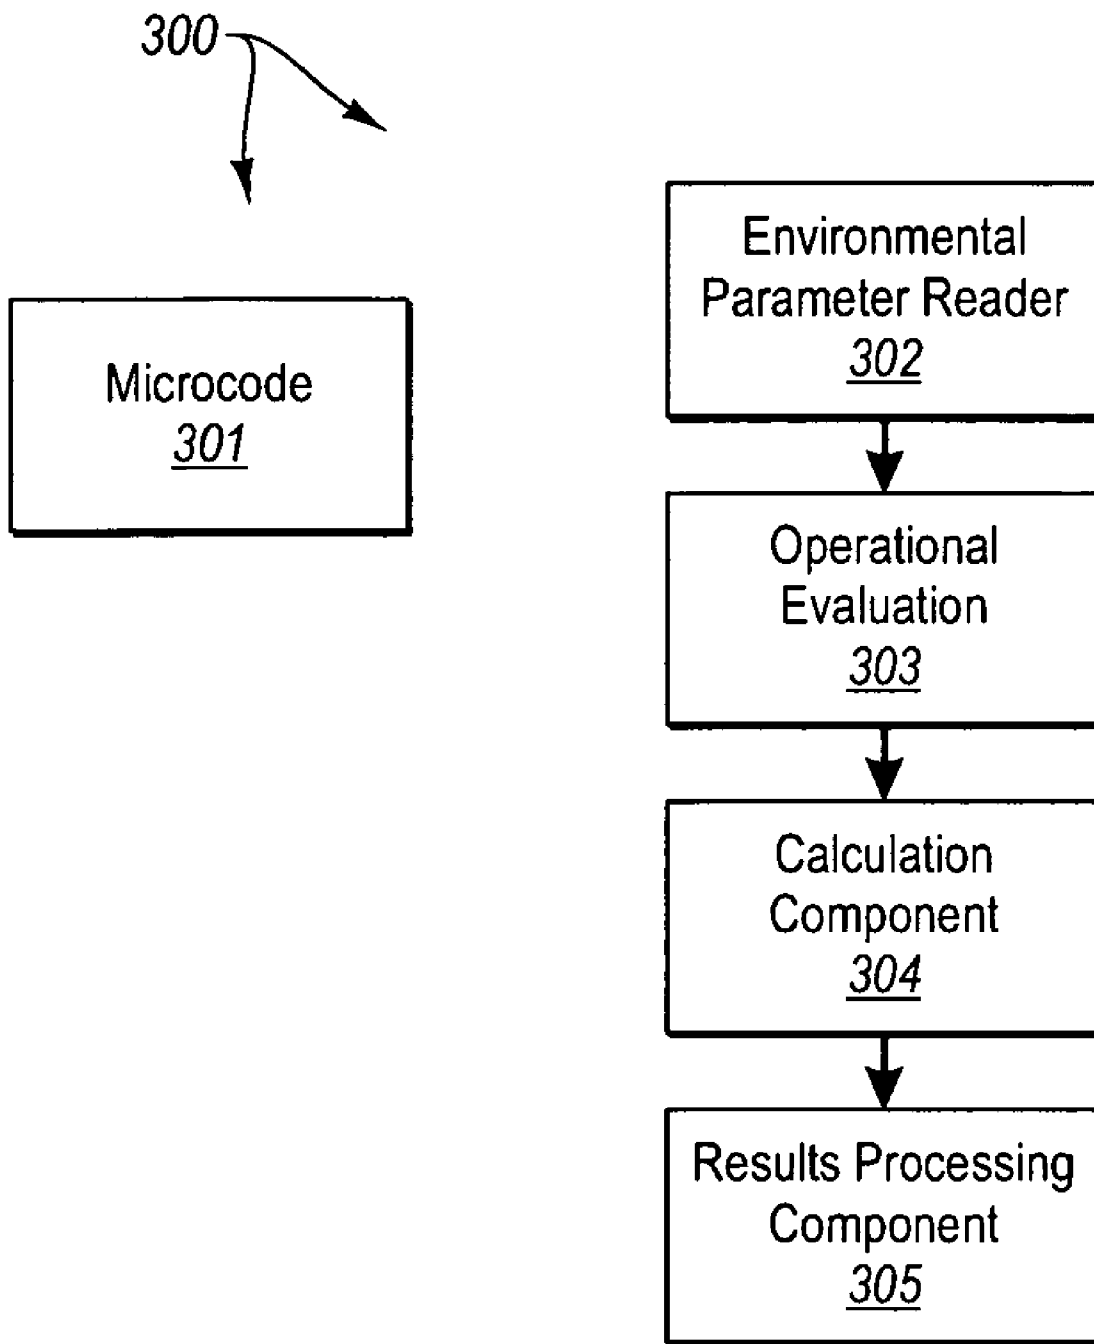 300
Microcode
301
Environmental
Parameter Reader
302
Operational
Evaluation
303
Calculation
Component
304
Results Processing
Component
305